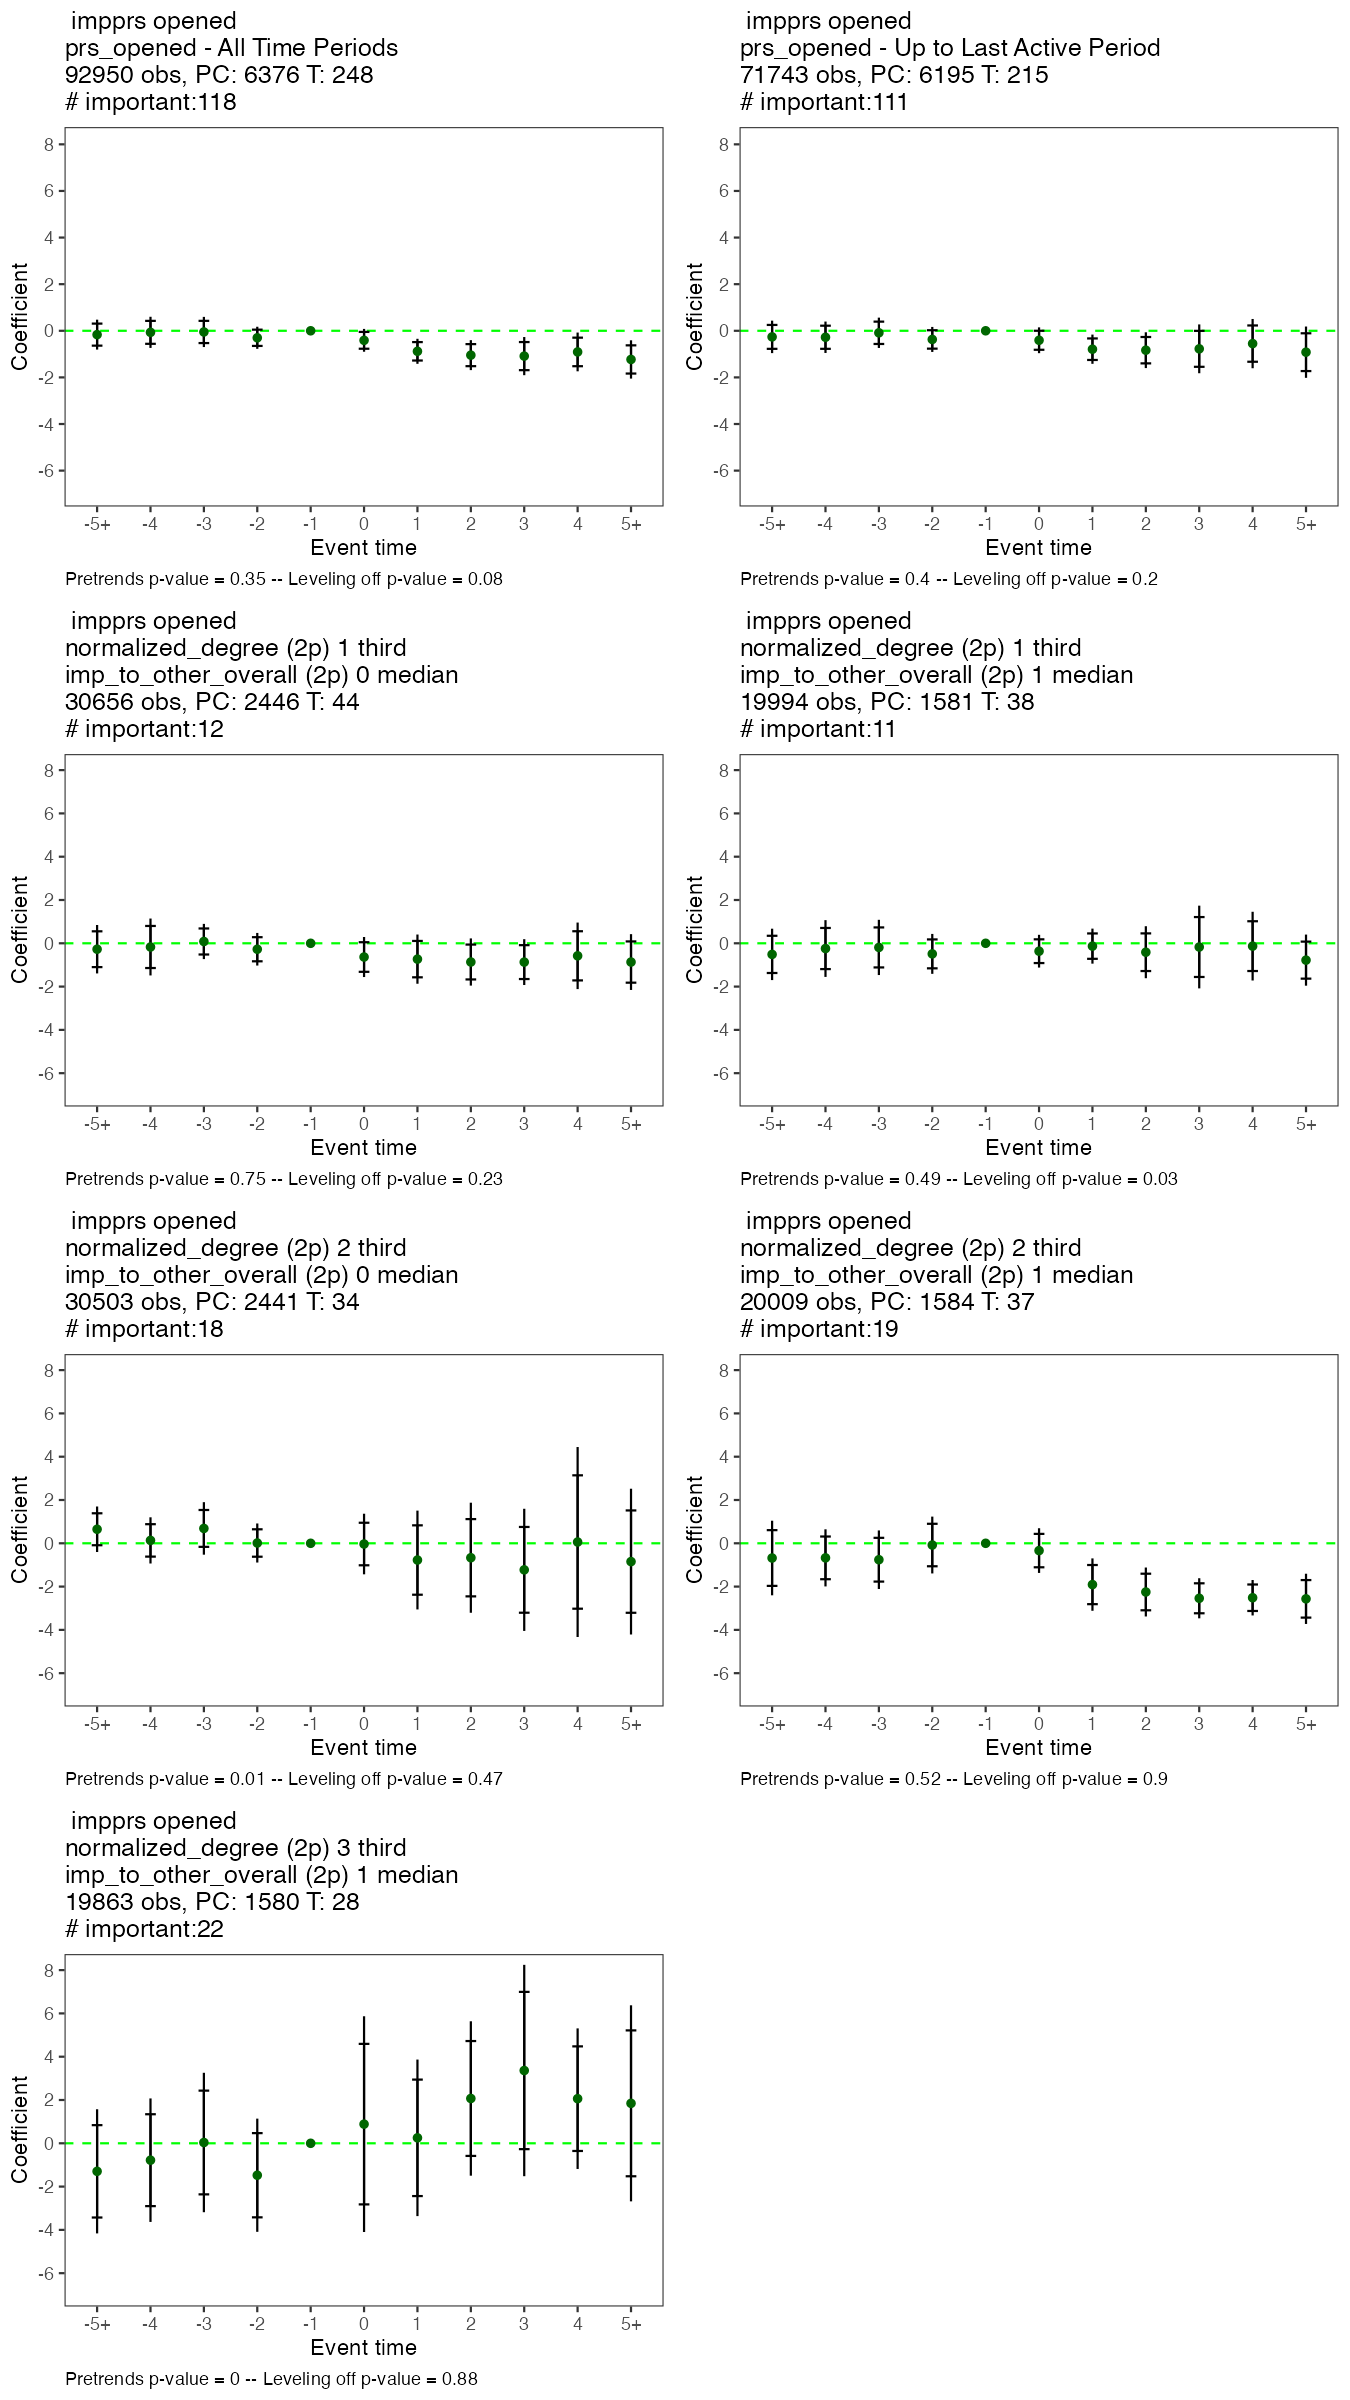 impprs opened
prs_opened - All Time Periods
92950 obs, PC: 6376 T: 248
# important:118
8
6
4
2
0
-2
-4
-6
Coefficient
-5+ -4 -3 -2 -1 0 1 2 3 4 5+
Event time
Pretrends p-value = 0.35 -- Leveling off p-value = 0.08
impprs opened
prs_opened - Up to Last Active Period
71743 obs, PC: 6195 T: 215
# important:111
8
6
4
2
0
-2
-4
-6
Coefficient
-5+ -4 -3 -2 -1 0 1 2 3 4 5+
Event time
Pretrends p-value = 0.4 -- Leveling off p-value = 0.2
impprs opened
normalized_degree (2p) 1 third
imp_to_other_overall (2p) 0 median
30656 obs, PC: 2446 T: 44
# important:12
8
6
4
2
0
-2
-4
-6
Coefficient
-5+ -4 -3 -2 -1 0 1 2 3 4 5+
Event time
Pretrends p-value = 0.75 -- Leveling off p-value = 0.23
impprs opened
normalized_degree (2p) 1 third
imp_to_other_overall (2p) 1 median
19994 obs, PC: 1581 T: 38
# important:11
8
6
4
2
0
-2
-4
-6
Coefficient
-5+ -4 -3 -2 -1 0 1 2 3 4 5+
Event time
Pretrends p-value = 0.49 -- Leveling off p-value = 0.03
impprs opened
normalized_degree (2p) 2 third
imp_to_other_overall (2p) 0 median
30503 obs, PC: 2441 T: 34
# important:18
8
6
4
2
0
-2
-4
-6
Coefficient
-5+ -4 -3 -2 -1 0 1 2 3 4 5+
Event time
Pretrends p-value = 0.01 -- Leveling off p-value = 0.47
impprs opened
normalized_degree (2p) 2 third
imp_to_other_overall (2p) 1 median
20009 obs, PC: 1584 T: 37
# important:19
8
6
4
2
0
-2
-4
-6
Coefficient
-5+ -4 -3 -2 -1 0 1 2 3 4 5+
Event time
Pretrends p-value = 0.52 -- Leveling off p-value = 0.9
impprs opened
normalized_degree (2p) 3 third
imp_to_other_overall (2p) 1 median
19863 obs, PC: 1580 T: 28
# important:22
8
6
4
2
0
-2
-4
-6
Coefficient
-5+ -4 -3 -2 -1 0 1 2 3 4 5+
Event time
Pretrends p-value = 0 -- Leveling off p-value = 0.88